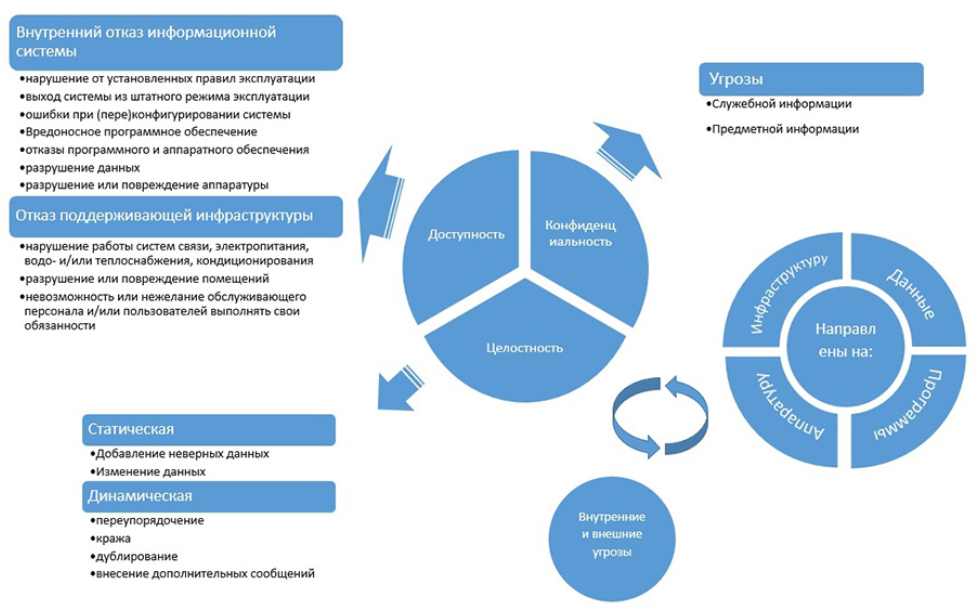 Внутренний отказ информационной
системы
•нарушение от установленных правил эксплуатации
•выход системы из штатного режима эксплуатации
•ошибки при (пере)конфигурировании системы
•Вредоносное программное обеспечение
•отказы программного и аппаратного обеспечения
•разрушение данных
•разрушение или повреждение аппаратуры
Отказ поддерживающей инфраструктуры
•нарушение работы систем связи, электропитания,
водо- и/или теплоснабжения, кондиционирования
•разрушение или повреждение помещений
•невозможность или нежелание обслуживающего
персонала и/или пользователей выполнять свои
обязанности
Угрозы
•Служебной информации
•Предметной информации
Доступность
Конфиденц
иальность
Целостность
Инфраструктуру
Данные
Направл
ены на:
Аппаратуру
Программы
Статическая
•Добавление неверных данных
•Изменение данных
Динамическая
•переупорядочение
•кража
•дублирование
•внесение дополнительных сообщений
Внутренние
и внешние
угрозы